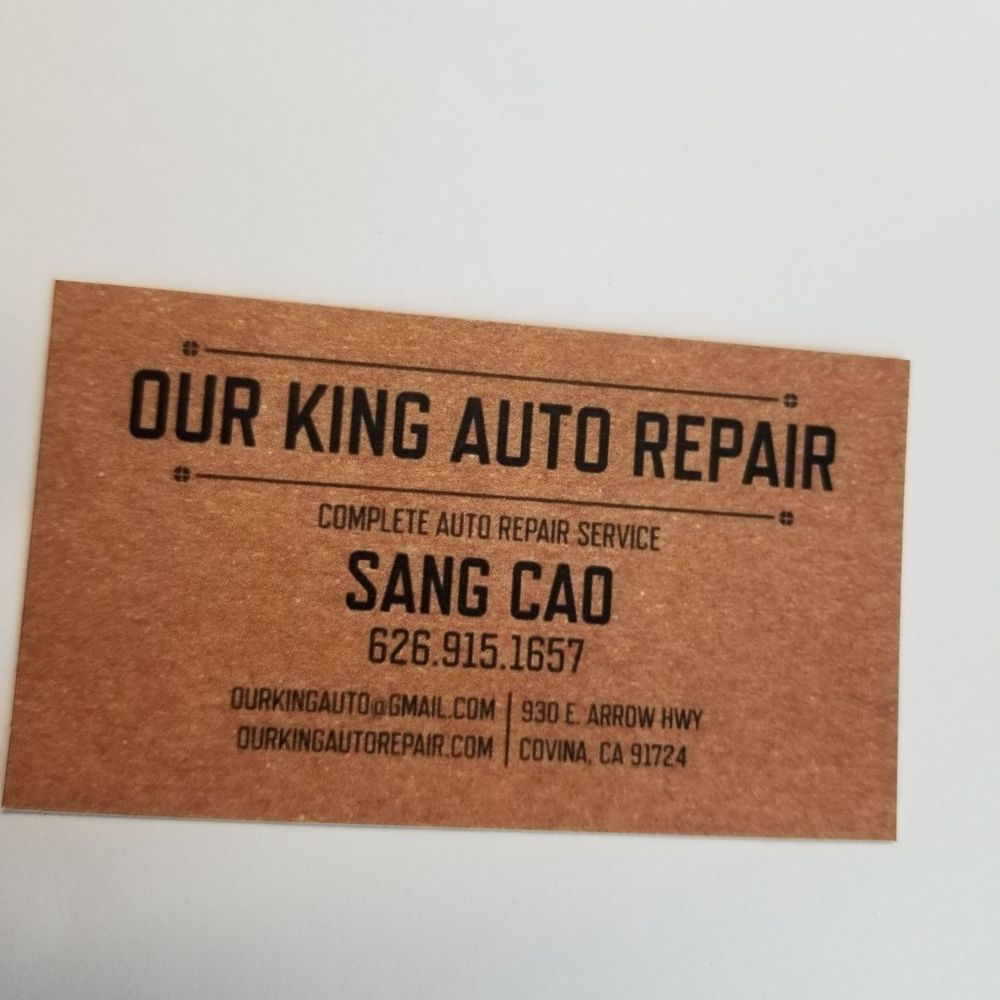 OUR KING AUTO REPAIR
COMPLETE AUTO REPAIR SERVICE
SANG CAO
626.915.1657
OURKINGAUTO@GMAIL.COM
OURKINGAUTOREPAIR.COM
930 E. ARROW HWY
COVINA, CA 91724